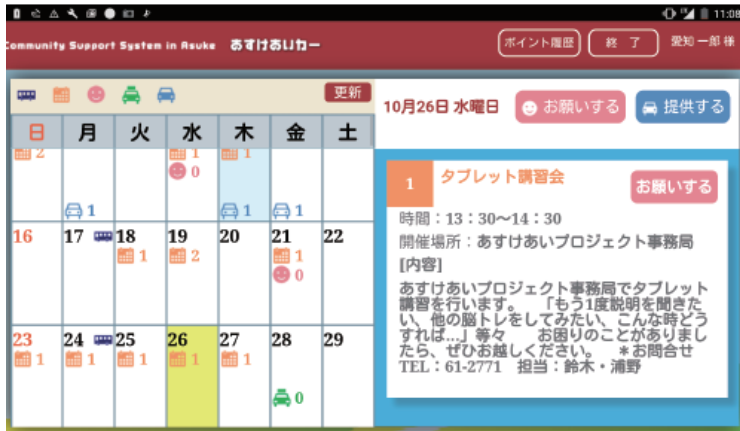 11:08
Community Support System in Asuke あすけあいカー
ポイント履歴 終 了 愛知 一郎 様
更新
日 月 火 水 木 金 土
2 1 1
0
1 1 1
16 17 18 19 20 21 22
1 2 1
0
23 24 25 26 27 28 29
1 1 1 1 1
0
10月26日 水曜日 お願いする 提供する
1 タブレット講習会 お願いする
時間：13：30～14：30
開催場所：あすけあいプロジェクト事務局
[内容]
あすけあいプロジェクト事務局でタブレット
講習を行います。 「もう1度説明を聞きた
い、他の脳トレをしてみたい、こんな時どう
すれば...」等々 お困りのことがありまし
たら、ぜひお越しください。 ＊お問合せ
TEL：61-2771 担当：鈴木・浦野